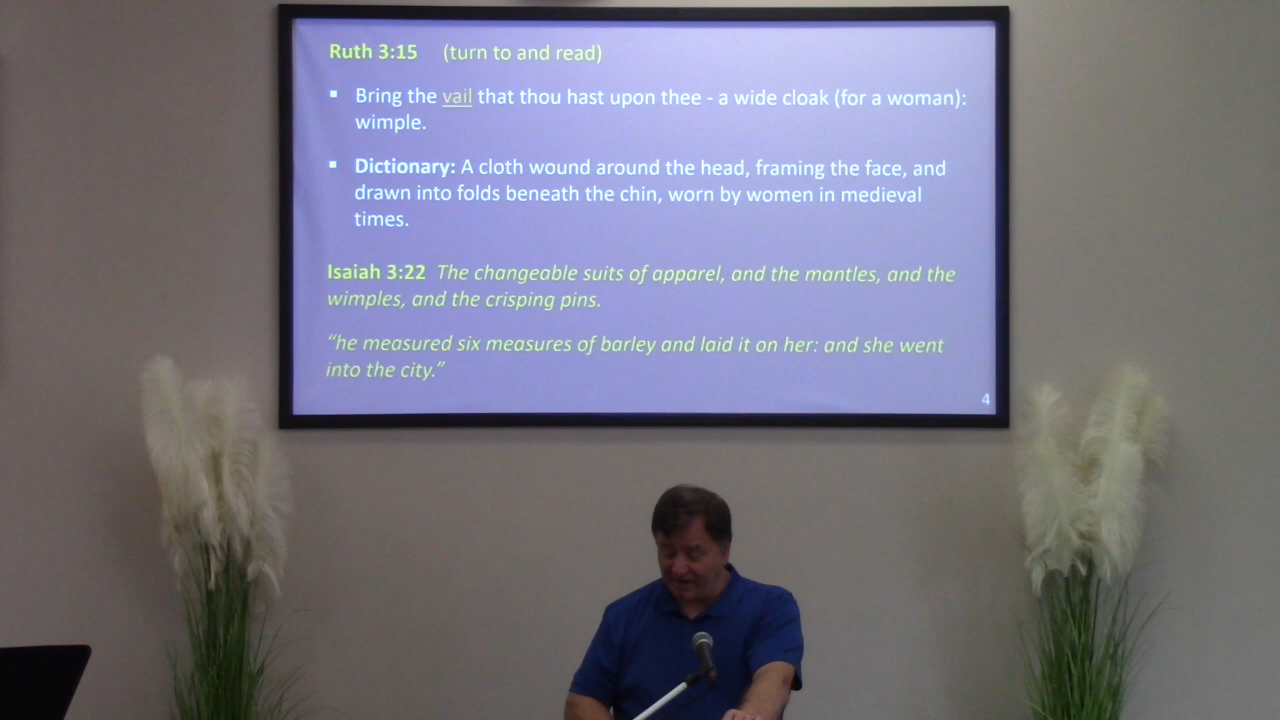 Ruth 3:15 (turn to and read)
▪ Bring the vail that thou hast upon thee - a wide cloak (for a woman):
wimple.
▪ Dictionary: A cloth wound around the head, framing the face, and
drawn into folds beneath the chin, worn by women in medieval
times.
Isaiah 3:22 The changeable suits of apparel, and the mantles, and the
wimples, and the crisping pins.
“he measured six measures of barley and laid it on her: and she went
into the city.”
4